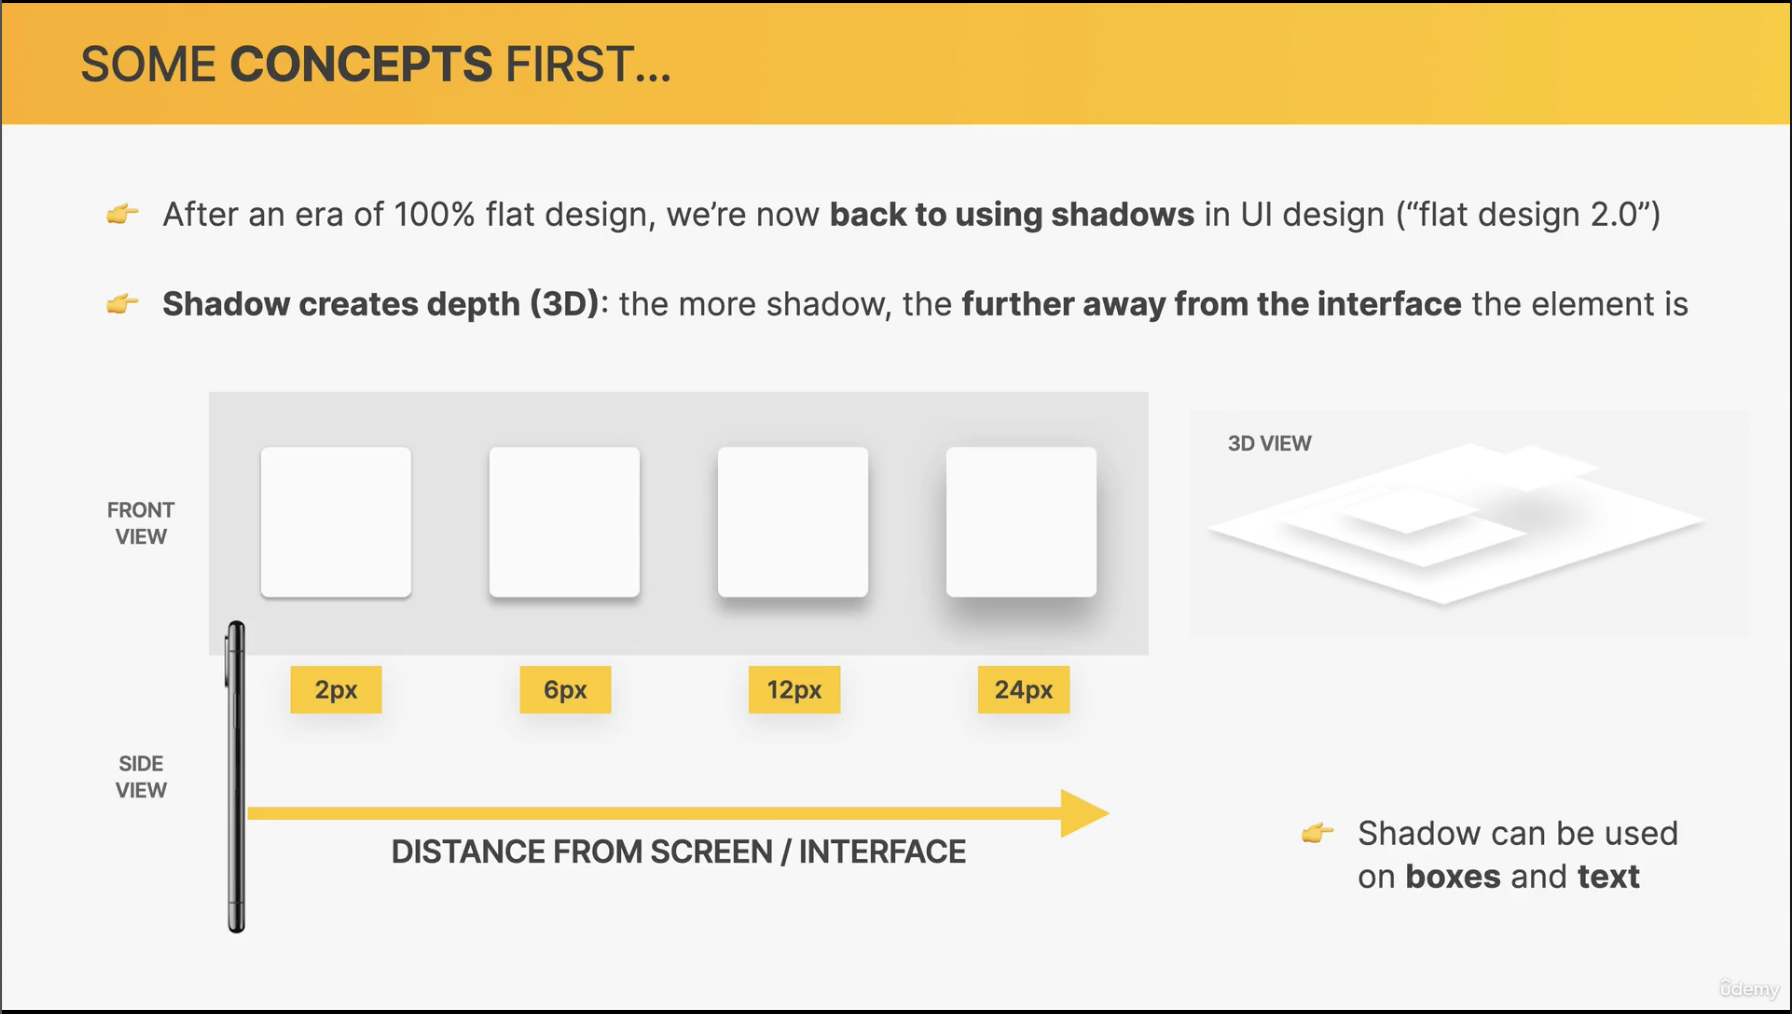 SOME CONCEPTS FIRST...
👉 After an era of 100% flat design, we’re now back to using shadows in UI design (“flat design 2.0”)
👉 Shadow creates depth (3D): the more shadow, the further away from the interface the element is
3D VIEW
FRONT
VIEW
2px
6px
12px
24px
SIDE
VIEW
DISTANCE FROM SCREEN / INTERFACE
👉 Shadow can be used
on boxes and text
ûdemy